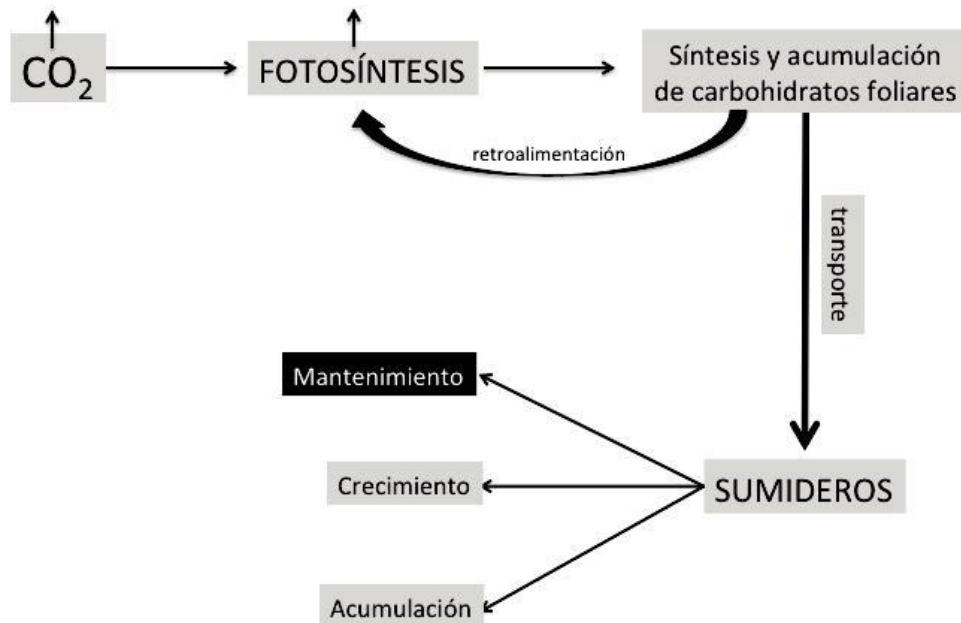 CO₂
FOTOSÍNTESIS
Síntesis y acumulación
de carbohidratos foliares
retroalimentación
transporte
Mantenimiento
Crecimiento
SUMIDEROS
Acumulación